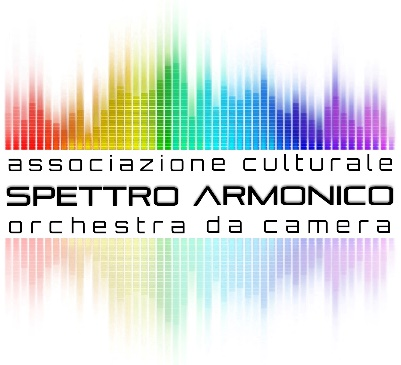 associazione culturale
SPETTRO ARMONICO
orchestra da camera